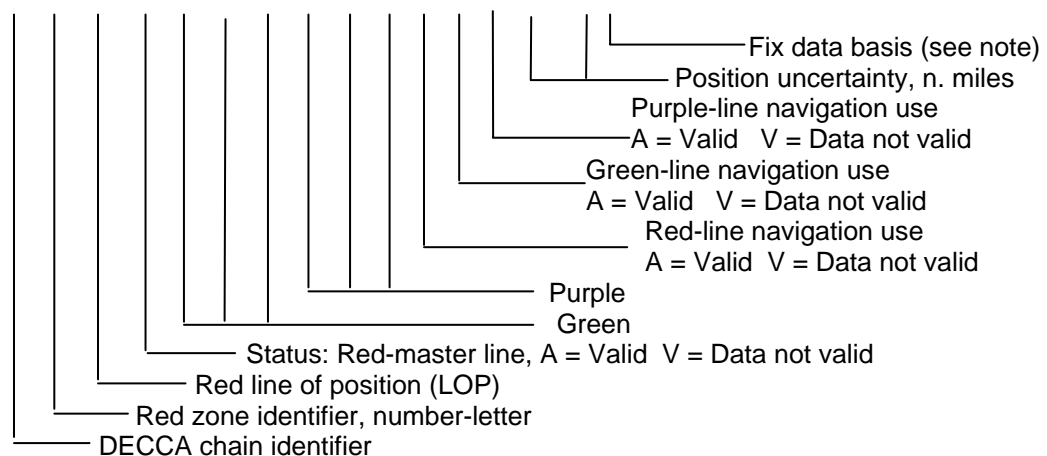 Fix data basis (see note)
Position uncertainty, n. miles
Purple-line navigation use
A = Valid V = Data not valid
Green-line navigation use
A = Valid V = Data not valid
Red-line navigation use
A = Valid V = Data not valid
Purple
Green
Status: Red-master line, A = Valid V = Data not valid
Red line of position (LOP)
Red zone identifier, number-letter
DECCA chain identifier